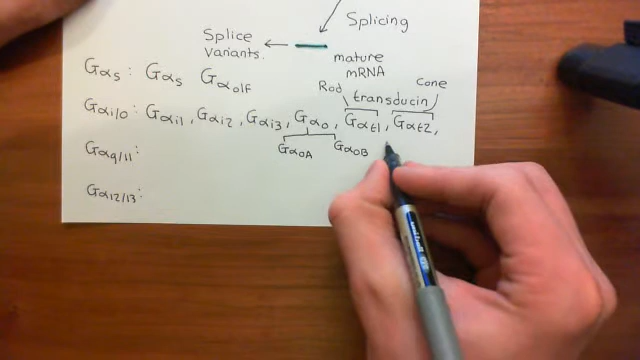 Splicing
Splice
variants.
mature
mRNA
Rod
cone
transducin
Gαs: Gαs Gαolf
Gαi/o: Gαi1, Gαi2, Gαi3, Gαo, Gαt1, Gαt2,
GαoA GαoB
Gαq/11:
Gα12/13: